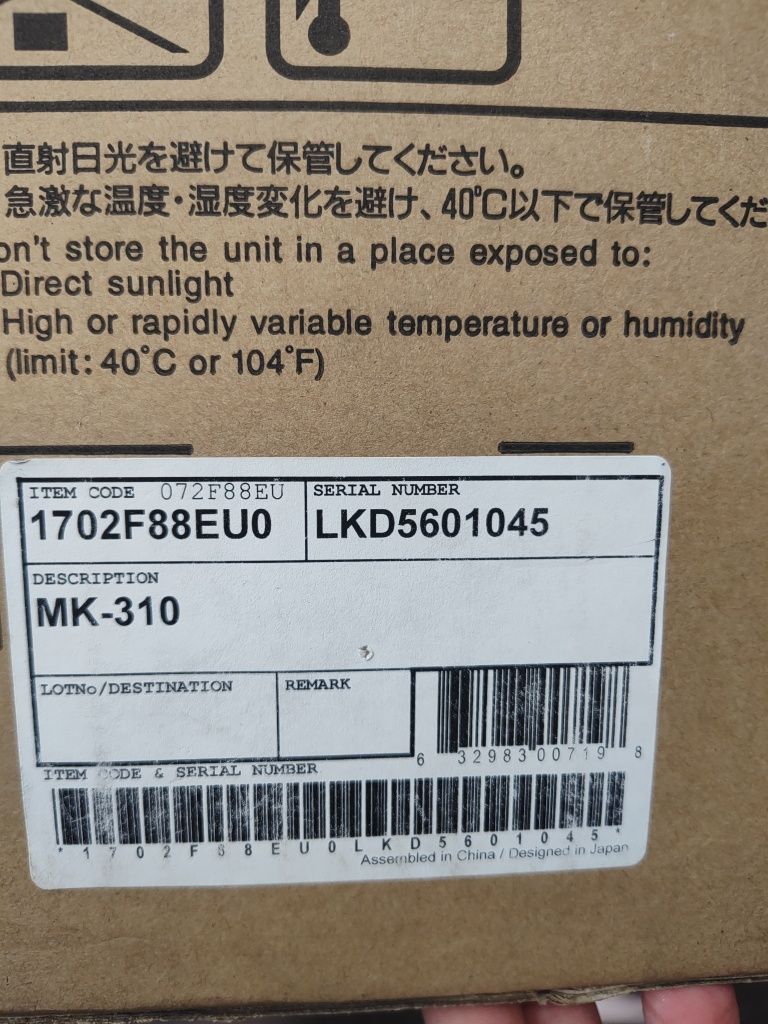 直射日光を避けて保管してください。
急激な温度・湿度変化を避け、40℃以下で保管してくだ
on't store the unit in a place exposed to:
Direct sunlight
High or rapidly variable temperature or humidity
(limit: 40°C or 104°F)
ITEM CODE 072F88EU
1702F88EU0
SERIAL NUMBER
LKD5601045
DESCRIPTION
MK-310
LOTNo/DESTINATION
REMARK
6 32983 00719 8
ITEM CODE & SERIAL NUMBER
*1702F88EU0LKD5601045*
Assembled in China / Designed in Japan